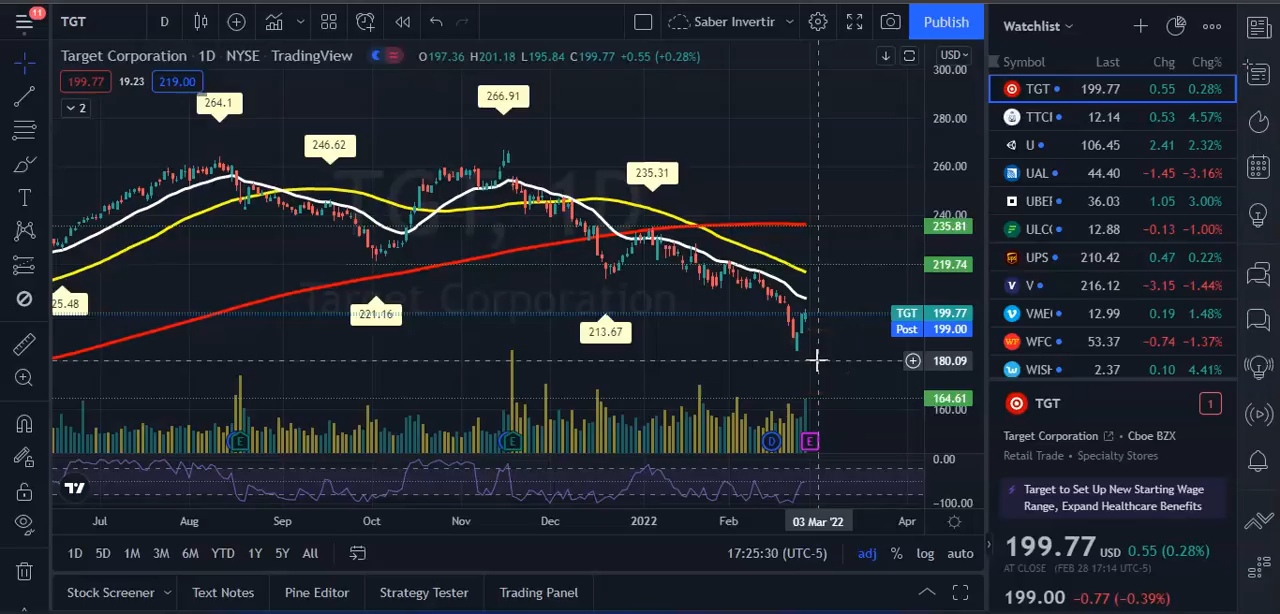 11
TGT
D
Saber Invertir
Publish
Target Corporation · 1D · NYSE · TradingView
O197.36 H201.18 L195.84 C199.77 +0.55 (+0.28%)
USD
199.77
19.23
219.00
2
264.1
246.62
266.91
235.31
25.48
221.16
213.67
TGT, 1D
Target Corporation
300.00
280.00
260.00
240.00
235.81
219.74
TGT 199.77
Post 199.00
180.09
164.61
160.00
E
E
D
E
0.00
-100.00
Jul
Aug
Sep
Oct
Nov
Dec
2022
Feb
03 Mar '22
Apr
1D 5D 1M 3M 6M YTD 1Y 5Y All
17:25:30 (UTC-5)
adj % log auto
Stock Screener
Text Notes
Pine Editor
Strategy Tester
Trading Panel
Watchlist
Symbol Last Chg Chg%
TGT 199.77 0.55 0.28%
TTCI 12.14 0.53 4.57%
U 106.45 2.41 2.32%
UAL 44.40 −1.45 −3.16%
UBEI 36.03 1.05 3.00%
ULC 12.88 −0.13 −1.00%
UPS 210.42 0.47 0.22%
V 216.12 −3.15 −1.44%
VME 12.99 0.19 1.48%
WFC 53.37 −0.74 −1.37%
WISH 2.37 0.10 4.41%
TGT
1
Target Corporation • Cboe BZX
Retail Trade • Specialty Stores
Target to Set Up New Starting Wage
Range, Expand Healthcare Benefits
199.77 USD 0.55 (0.28%)
AT CLOSE (FEB 28 17:14 UTC-5)
199.00 −0.77 (−0.39%)